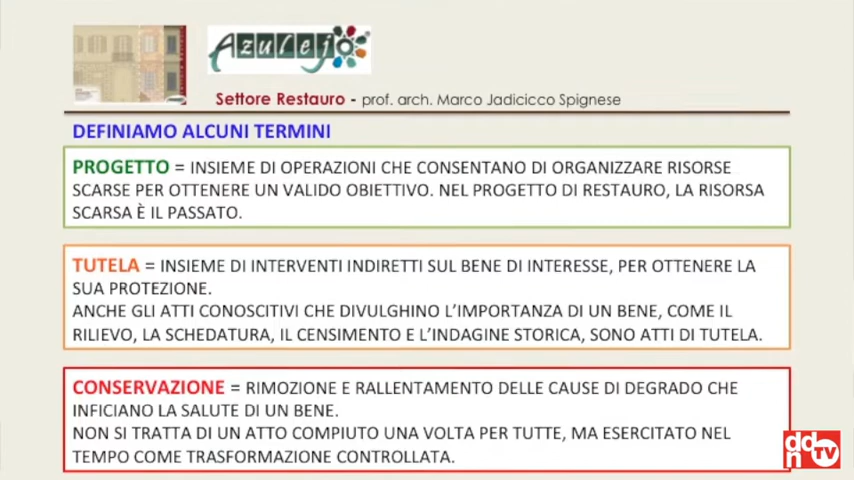 Azulejo®
Settore Restauro - prof. arch. Marco Jadicicco Spignese
DEFINIAMO ALCUNI TERMINI
PROGETTO = INSIEME DI OPERAZIONI CHE CONSENTANO DI ORGANIZZARE RISORSE
SCARSE PER OTTENERE UN VALIDO OBIETTIVO. NEL PROGETTO DI RESTAURO, LA RISORSA
SCARSA È IL PASSATO.
TUTELA = INSIEME DI INTERVENTI INDIRETTI SUL BENE DI INTERESSE, PER OTTENERE LA
SUA PROTEZIONE.
ANCHE GLI ATTI CONOSCITIVI CHE DIVULGHINO L'IMPORTANZA DI UN BENE, COME IL
RILIEVO, LA SCHEDATURA, IL CENSIMENTO E L'INDAGINE STORICA, SONO ATTI DI TUTELA.
CONSERVAZIONE = RIMOZIONE E RALLENTAMENTO DELLE CAUSE DI DEGRADO CHE
INFICIANO LA SALUTE DI UN BENE.
NON SI TRATTA DI UN ATTO COMPIUTO UNA VOLTA PER TUTTE, MA ESERCITATO NEL
TEMPO COME TRASFORMAZIONE CONTROLLATA.
ddn TV